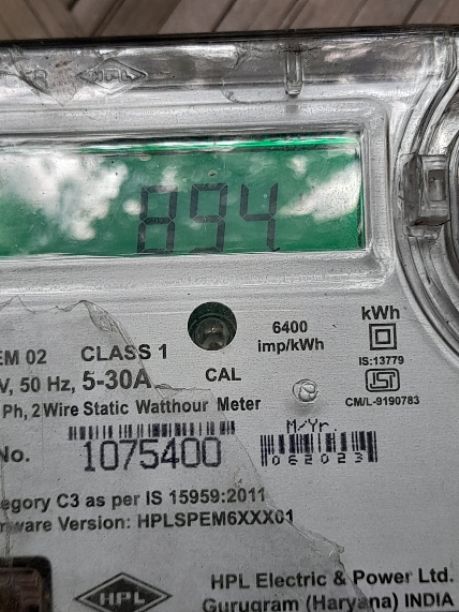 HPL
894
6400 kWh
imp/kWh
IS:13779
EM 02 CLASS 1
V, 50 Hz, 5-30A CAL
CM/L-9190783
Ph, 2 Wire Static Watthour Meter
M/Yr.
No. 1075400
062023
egory C3 as per IS 15959:2011
ware Version: HPLSPEM6XXX01
HPL
HPL Electric & Power Ltd.
Gurugram (Haryana) INDIA